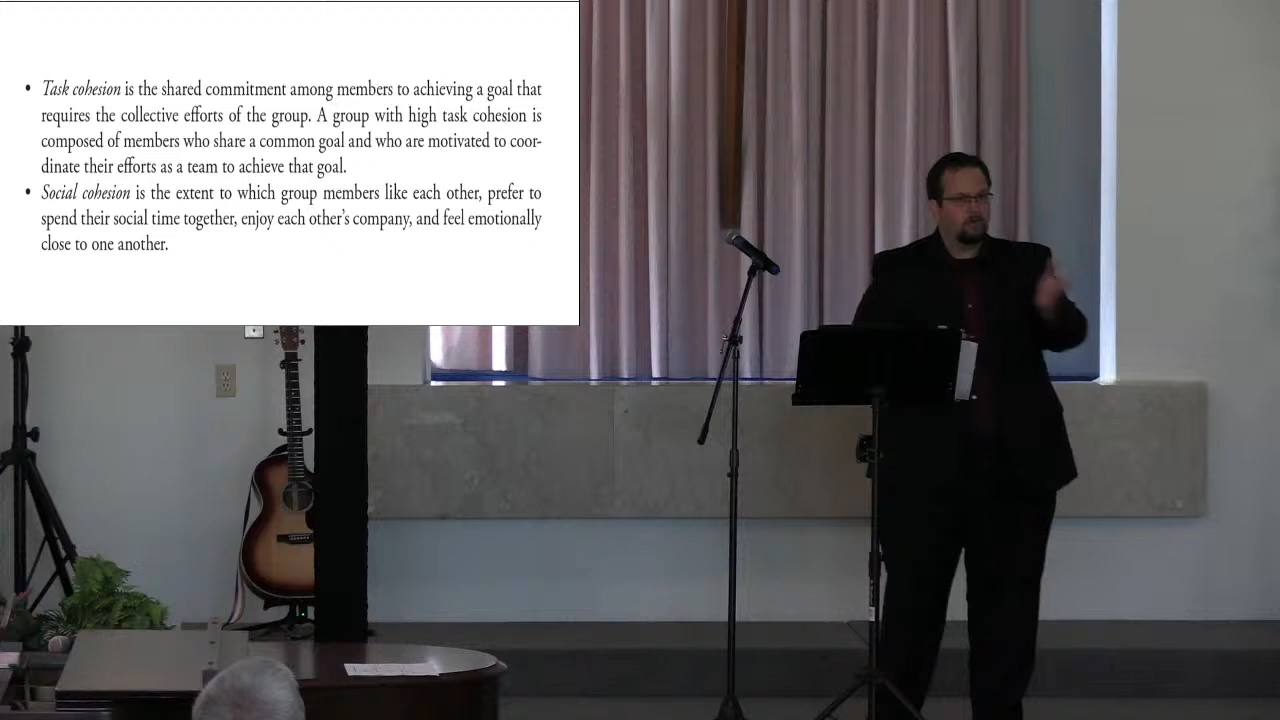 • Task cohesion is the shared commitment among members to achieving a goal that
requires the collective efforts of the group. A group with high task cohesion is
composed of members who share a common goal and who are motivated to coor-
dinate their efforts as a team to achieve that goal.
• Social cohesion is the extent to which group members like each other, prefer to
spend their social time together, enjoy each other's company, and feel emotionally
close to one another.